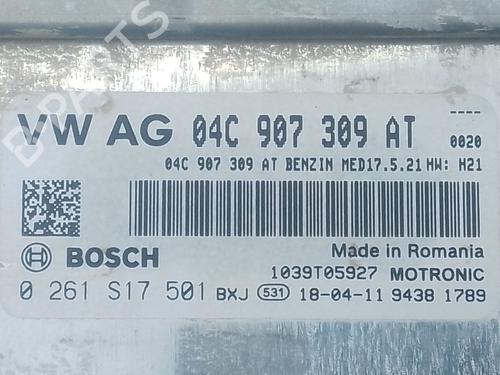 B-PARTS
----
VW AG 04C 907 309 AT 0020
04C 907 309 AT BENZIN MED17.5.21 HW: H21
BOSCH
Made in Romania
1039T05927 MOTRONIC
0 261 S17 501 BXJ 531 18-04-11 9438 1789